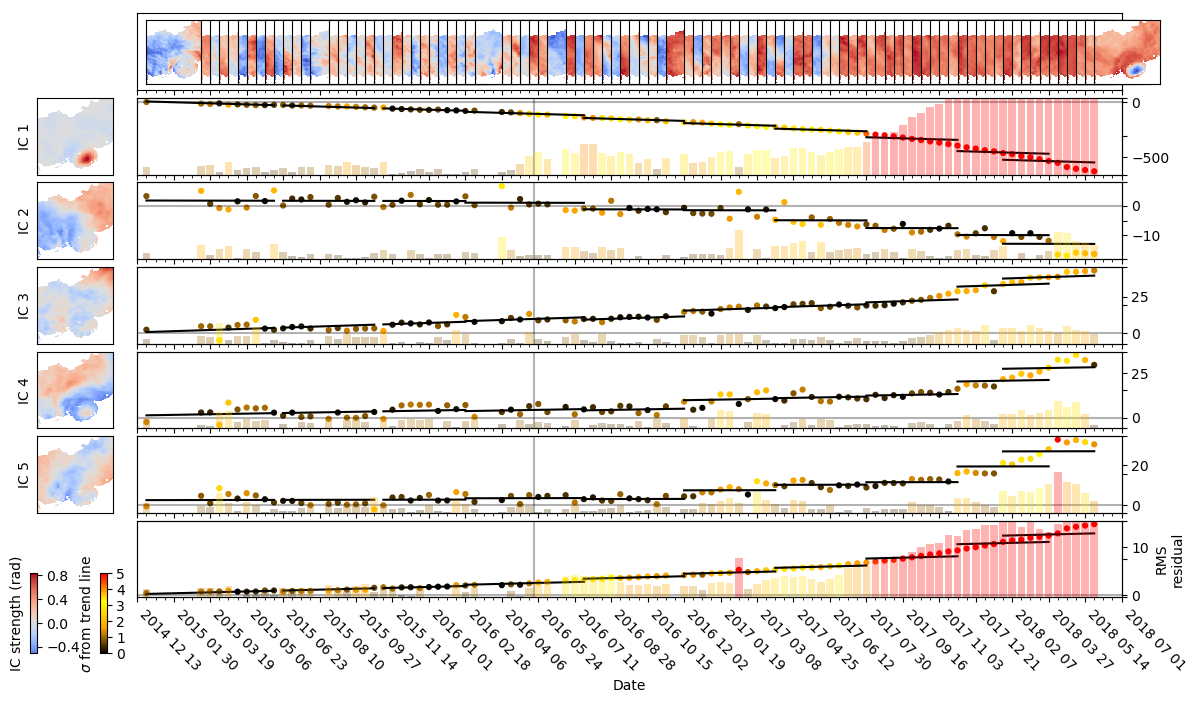 IC 1
0
−500
IC 2
0
−10
IC 3
25
0
IC 4
25
0
IC 5
20
0
10
0
RMS
residual
IC strength (rad)
0.8
0.4
0.0
−0.4
σ from trend line
5
4
3
2
1
0
2014 12 13
2015 01 30
2015 03 19
2015 05 06
2015 06 23
2015 08 10
2015 09 27
2015 11 14
2016 01 01
2016 02 18
2016 04 06
2016 05 24
2016 07 11
2016 08 28
2016 10 15
2016 12 02
2017 01 19
2017 03 08
2017 04 25
2017 06 12
2017 07 30
2017 09 16
2017 11 03
2017 12 21
2018 02 07
2018 03 27
2018 05 14
2018 07 01
Date